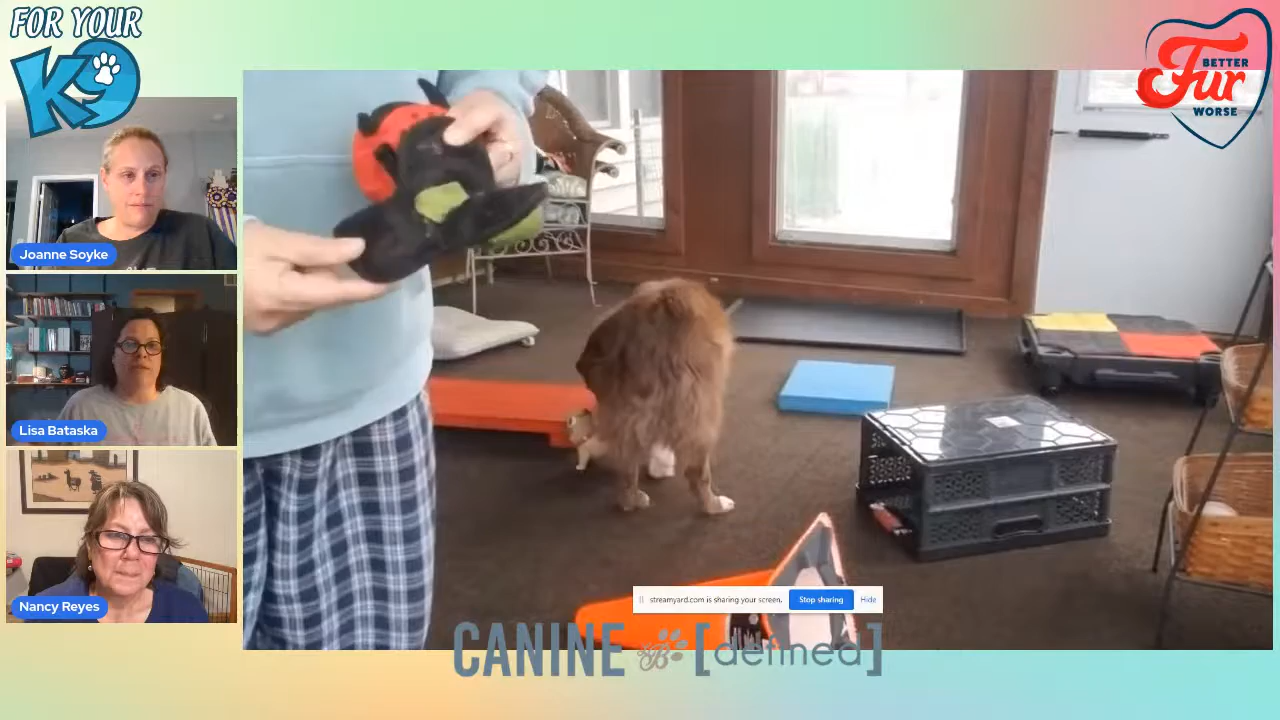 FOR YOUR
K9
BETTER
Fur
WORSE
Joanne Soyke
Lisa Bataska
Nancy Reyes
streamyard.com is sharing your screen.
Stop sharing
Hide
CANINE [defined]